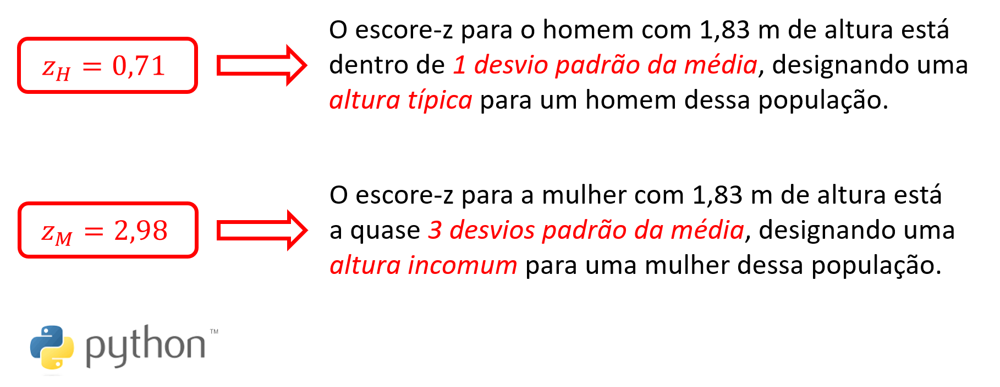 z_H = 0,71
O escore-z para o homem com 1,83 m de altura está
dentro de 1 desvio padrão da média, designando uma
altura típica para um homem dessa população.
z_M = 2,98
O escore-z para a mulher com 1,83 m de altura está
a quase 3 desvios padrão da média, designando uma
altura incomum para uma mulher dessa população.
python™